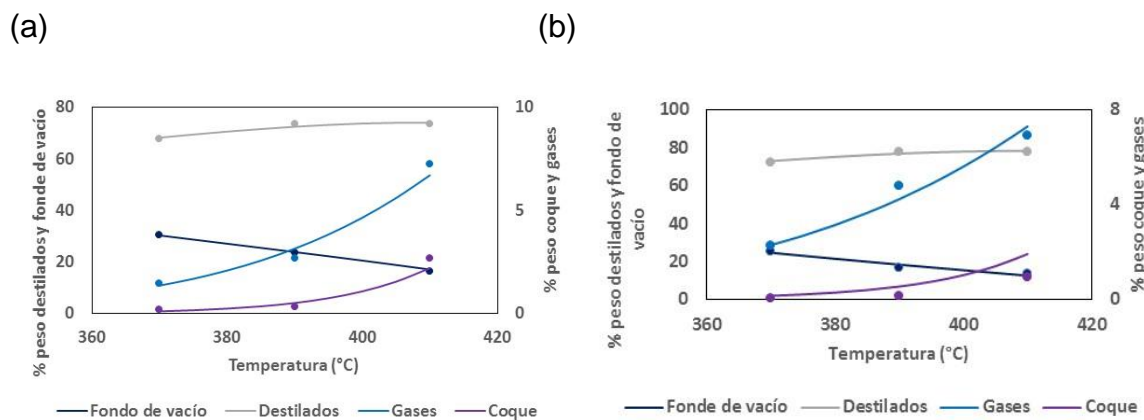 (a)
(b)
% peso destilados y fonde de vacío
80
60
40
20
0
10
5
0
% peso coque y gases
360
380
400
420
Temperatura (°C)
Fondo de vacío
Destilados
Gases
Coque
% peso destilados y fondo de
vacío
100
80
60
40
20
0
8
4
0
% peso coque y gases
360
380
400
420
Temperatura (°C)
Fondo de vacío
Destilados
Gases
Coque